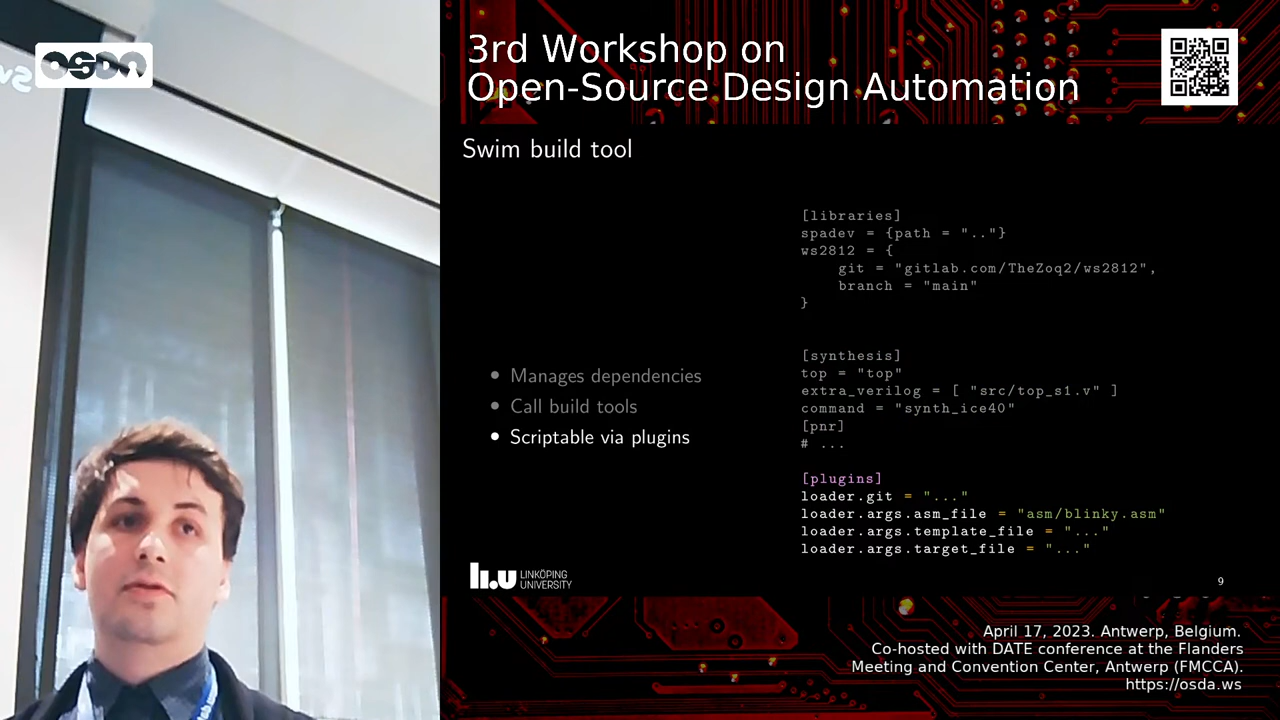 OSDA
3rd Workshop on
Open-Source Design Automation
Swim build tool
[libraries]
spadev = {path = ".."}
ws2812 = {
git = "gitlab.com/TheZoq2/ws2812",
branch = "main"
}
• Manages dependencies
• Call build tools
• Scriptable via plugins
[synthesis]
top = "top"
extra_verilog = [ "src/top_s1.v" ]
command = "synth_ice40"
[pnr]
# ...
[plugins]
loader.git = "..."
loader.args.asm_file = "asm/blinky.asm"
loader.args.template_file = "..."
loader.args.target_file = "..."
li.u LINKÖPING
UNIVERSITY
9
April 17, 2023. Antwerp, Belgium.
Co-hosted with DATE conference at the Flanders
Meeting and Convention Center, Antwerp (FMCCA).
https://osda.ws